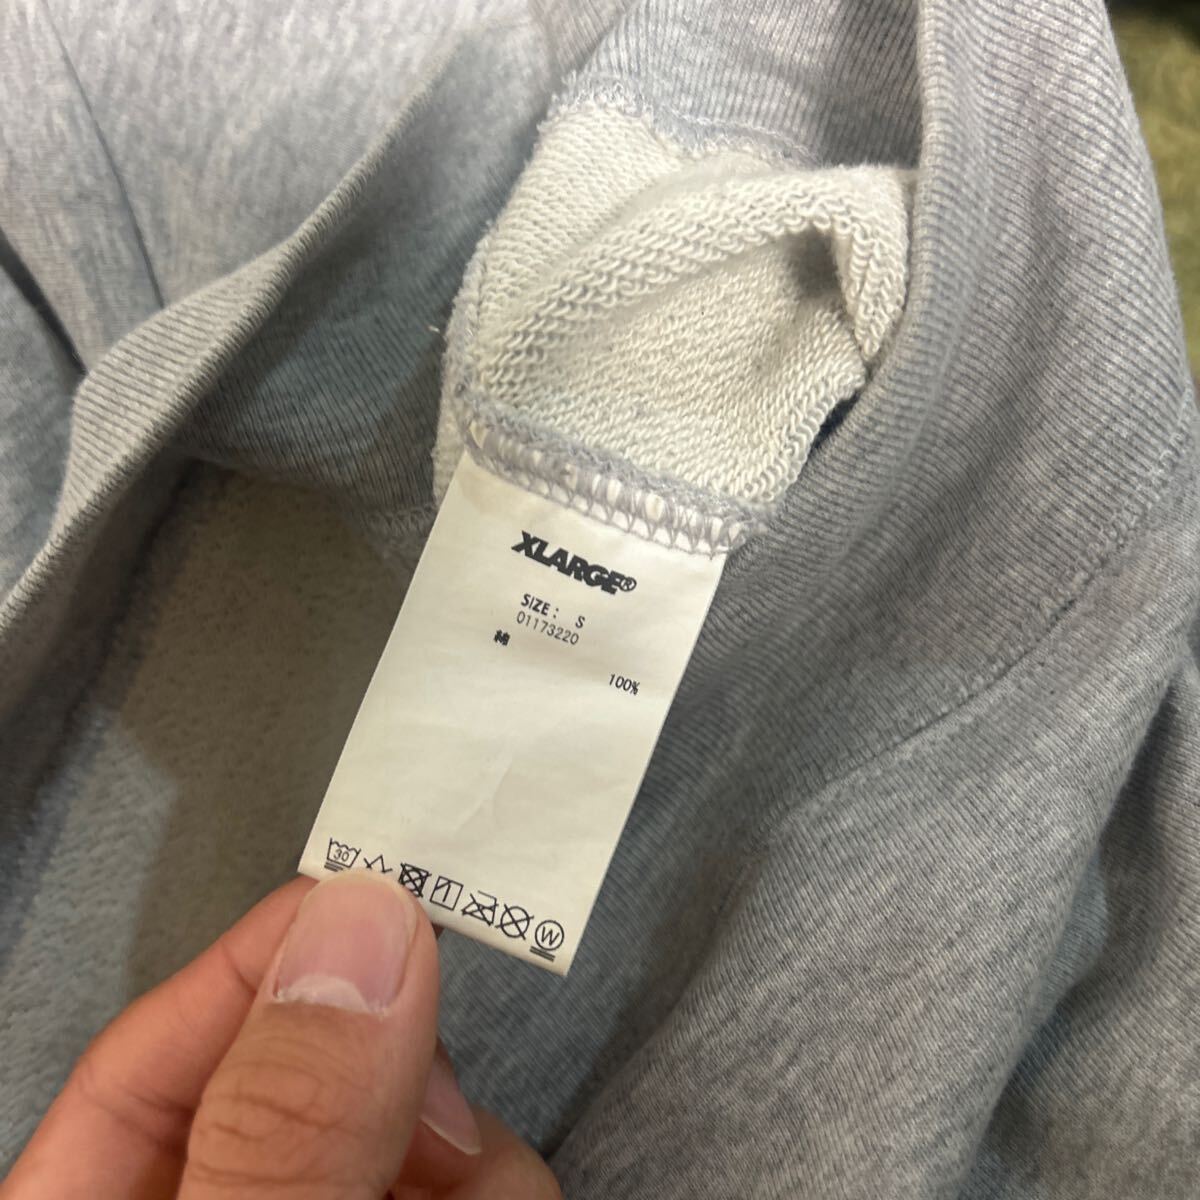 XLARGE®
SIZE: S
01173220
綿
100%
30
W